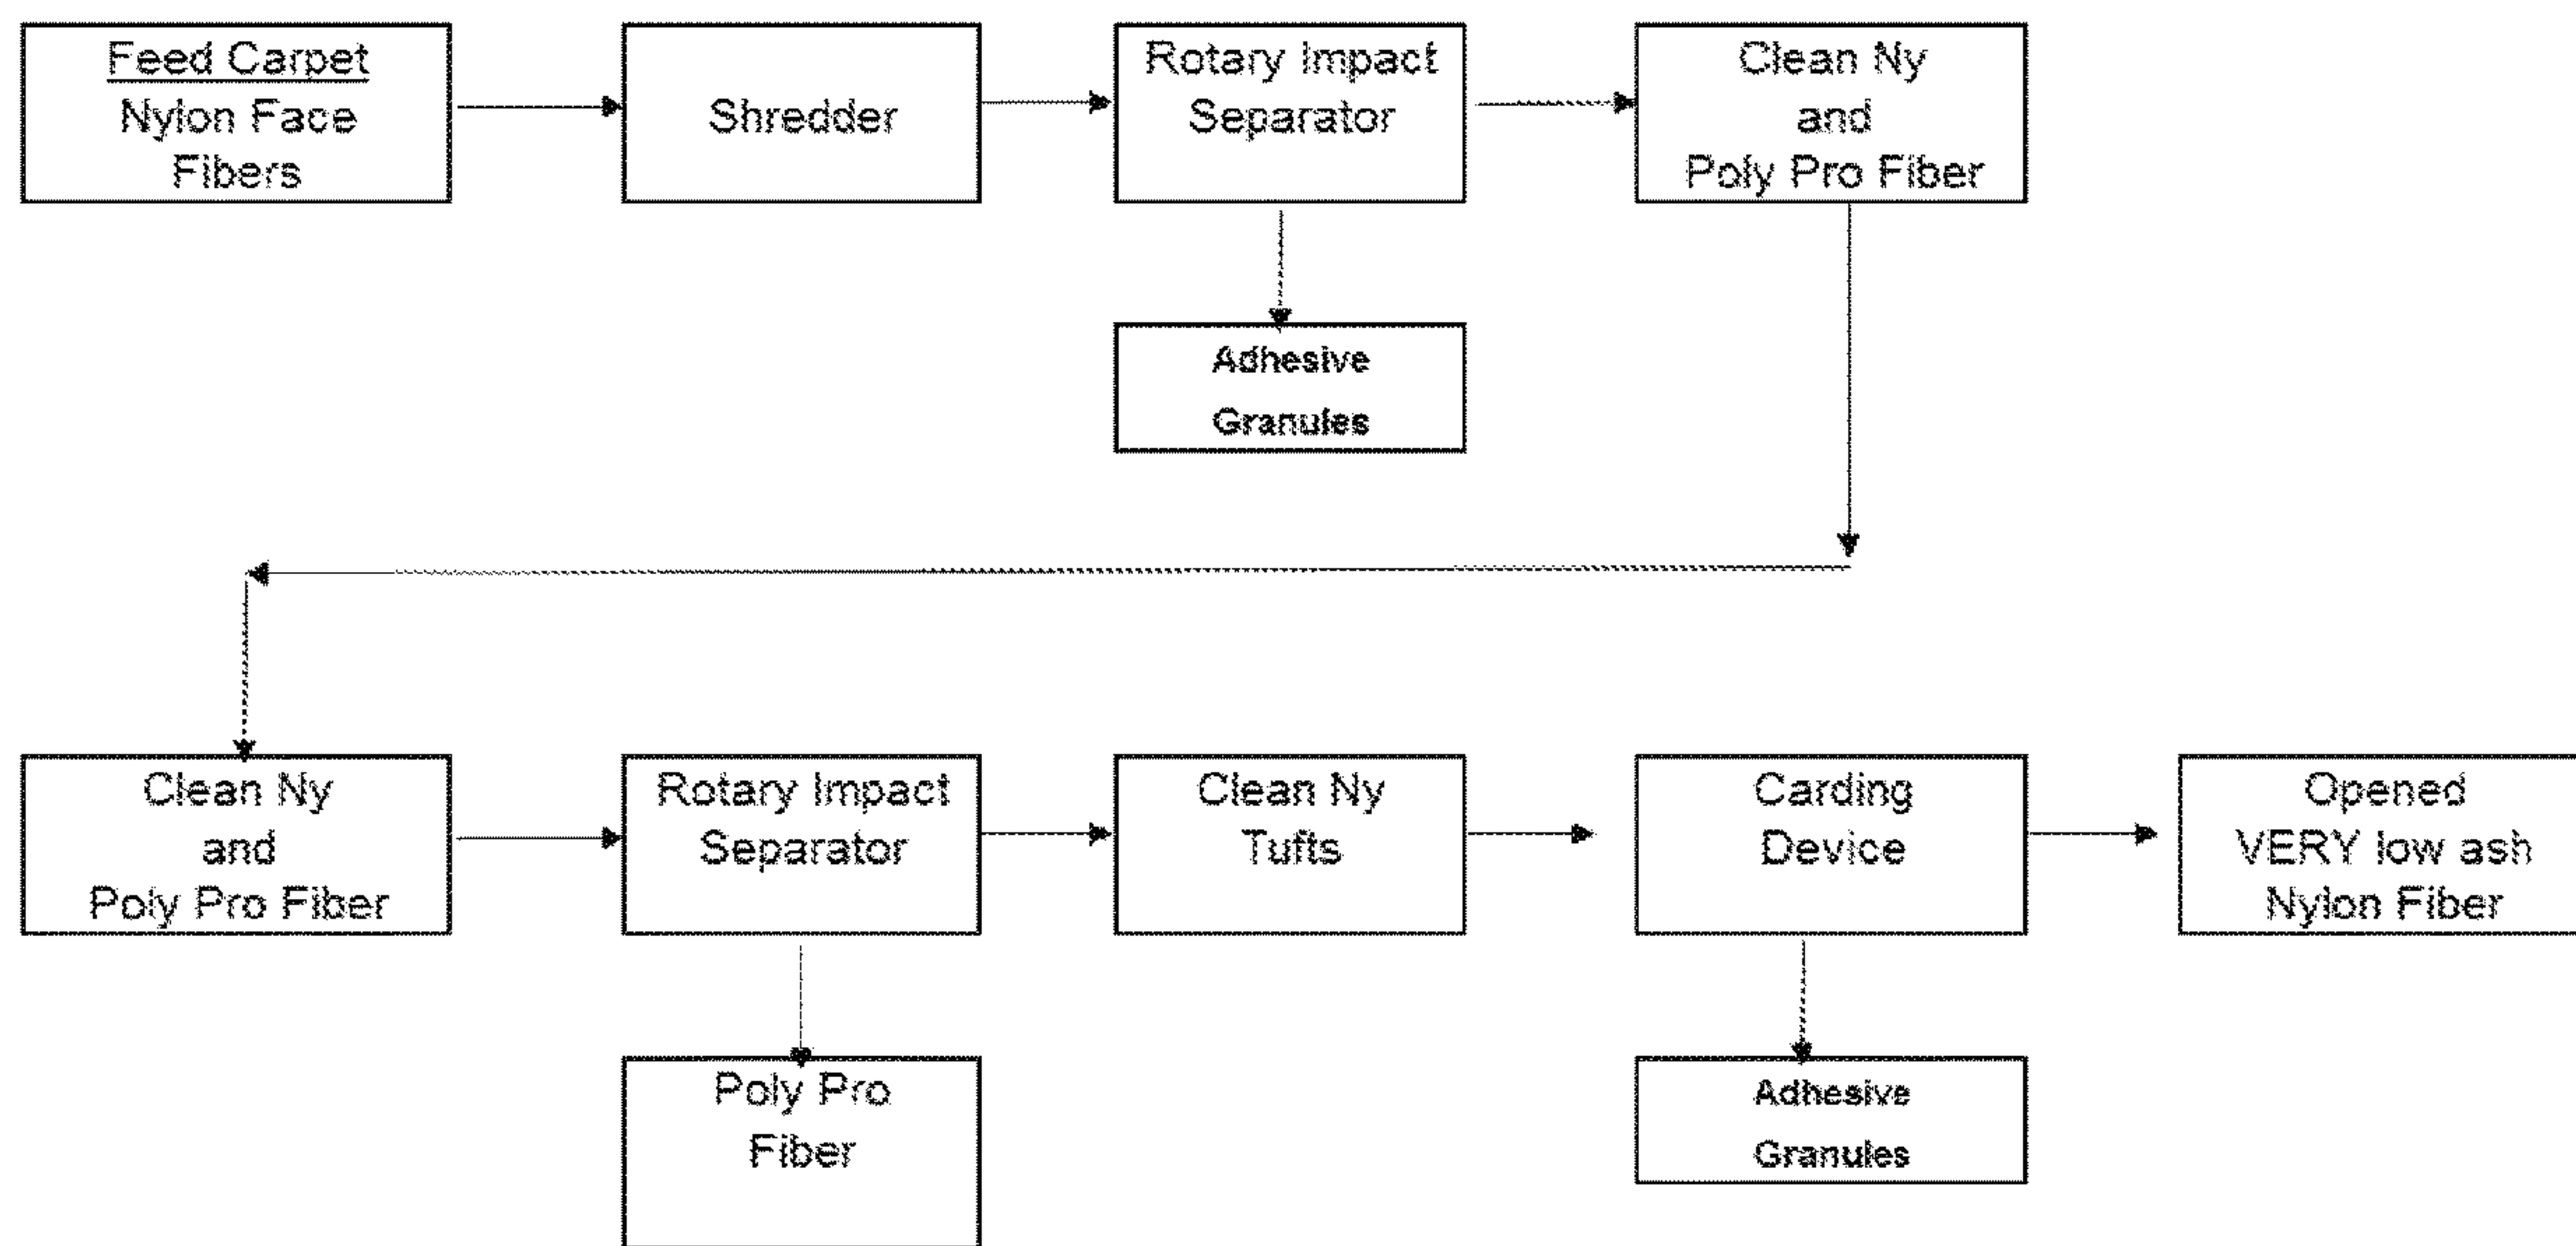 Feed Carpet
Nylon Face
Fibers
Shredder
Rotary Impact
Separator
Clean Ny
and
Poly Pro Fiber
Adhesive
Granules
Clean Ny
and
Poly Pro Fiber
Rotary Impact
Separator
Clean Ny
Tufts
Carding
Device
Opened
VERY low ash
Nylon Fiber
Poly Pro
Fiber
Adhesive
Granules